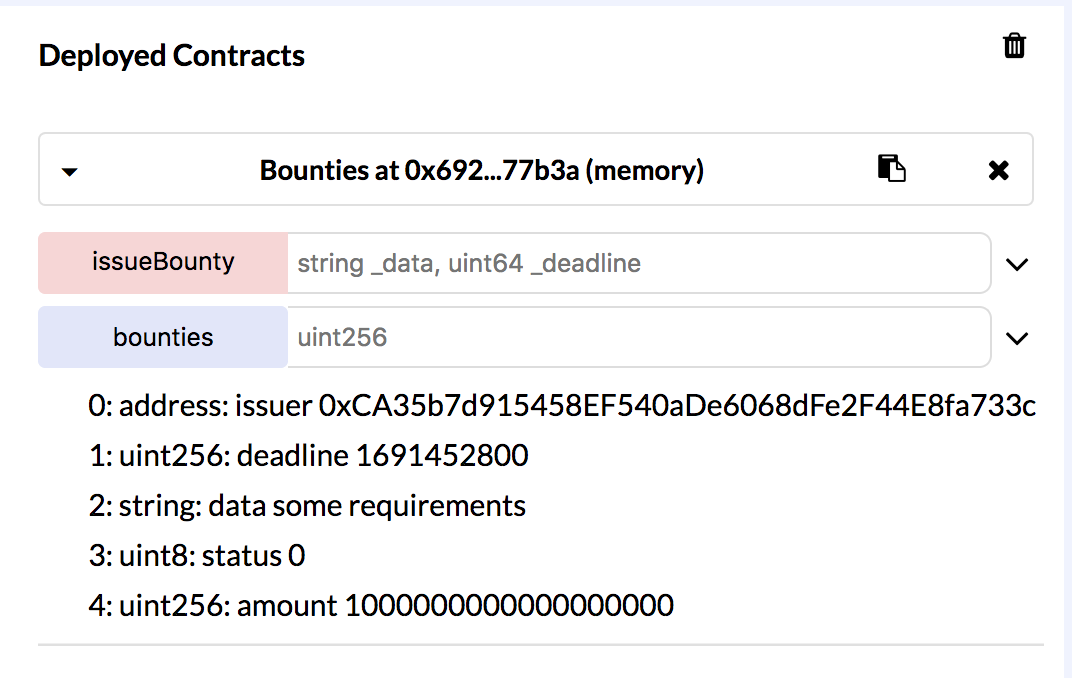 Deployed Contracts
Bounties at 0x692...77b3a (memory)
issueBounty string _data, uint64 _deadline
bounties uint256
0: address: issuer 0xCA35b7d915458EF540aDe6068dFe2F44E8fa733c
1: uint256: deadline 1691452800
2: string: data some requirements
3: uint8: status 0
4: uint256: amount 1000000000000000000